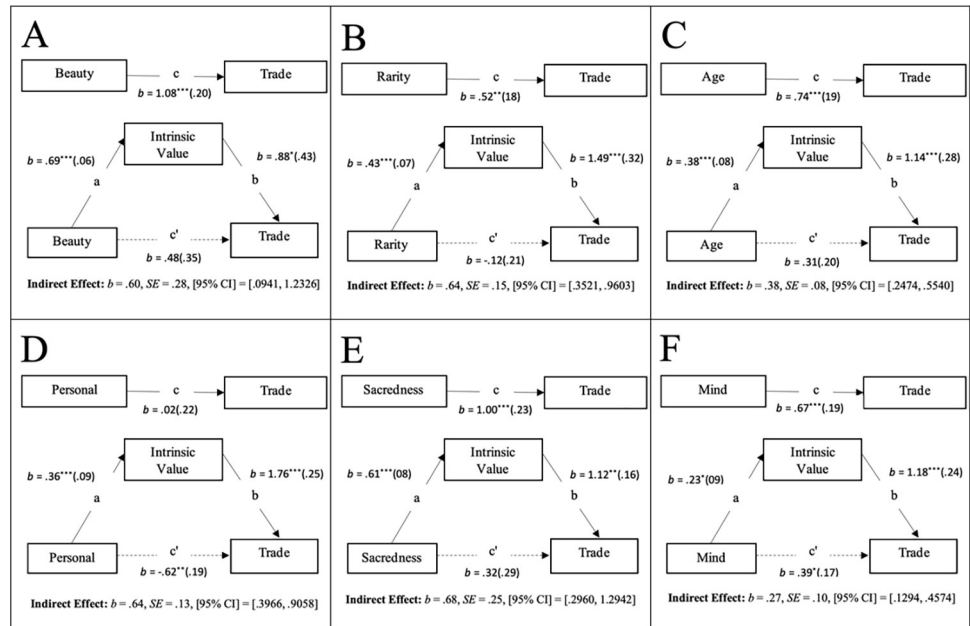 A
Beauty
c
Trade
b = 1.08***(.20)
Intrinsic
Value
b = .69***(.06)
b = .88*(.43)
a
b
Beauty
c'
Trade
b = .48(.35)
Indirect Effect: b = .60, SE = .28, [95% CI] = [.0941, 1.2326]
B
Rarity
c
Trade
b = .52**(18)
Intrinsic
Value
b = .43***(.07)
b = 1.49***(.32)
a
b
Rarity
c'
Trade
b = -.12(.21)
Indirect Effect: b = .64, SE = .15, [95% CI] = [.3521, .9603]
C
Age
c
Trade
b = .74***(19)
Intrinsic
Value
b = .38***(.08)
b = 1.14***(.28)
a
b
Age
c'
Trade
b = .31(.20)
Indirect Effect: b = .38, SE = .08, [95% CI] = [.2474, .5540]
D
Personal
c
Trade
b = .02(.22)
Intrinsic
Value
b = .36***(.09)
b = 1.76***(.25)
a
b
Personal
c'
Trade
b = -.62**(.19)
Indirect Effect: b = .64, SE = .13, [95% CI] = [.3966, .9058]
E
Sacredness
c
Trade
b = 1.00***(.23)
Intrinsic
Value
b = .61***(08)
b = 1.12**(.16)
a
b
Sacredness
c'
Trade
b = .32(.29)
Indirect Effect: b = .68, SE = .25, [95% CI] = [.2960, 1.2942]
F
Mind
c
Trade
b = .67***(.19)
Intrinsic
Value
b = .23*(09)
b = 1.18***(.24)
a
b
Mind
c'
Trade
b = .39*(.17)
Indirect Effect: b = .27, SE = .10, [95% CI] = [.1294, .4574]